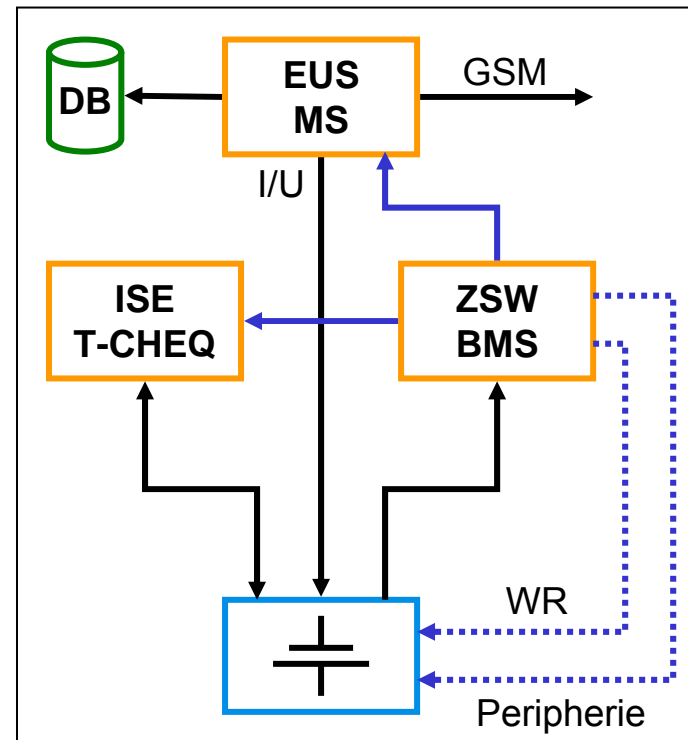 DB
EUS
MS
GSM
I/U
ISE
T-CHEQ
ZSW
BMS
WR
Peripherie